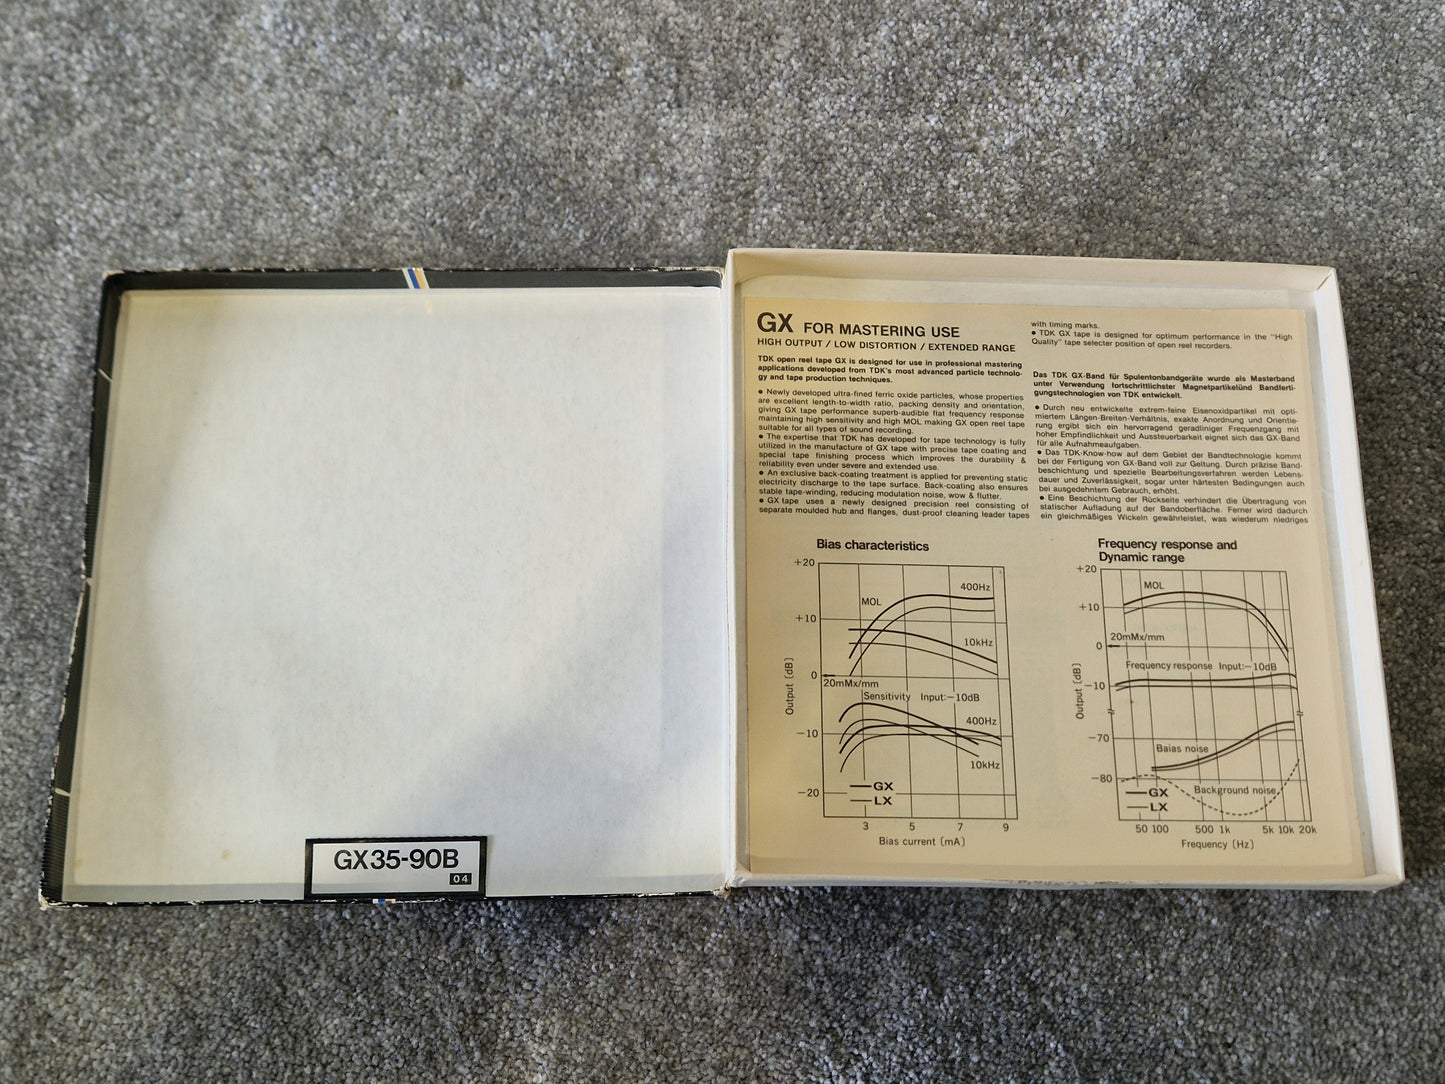 GX35-90B
04
GX FOR MASTERING USE
HIGH OUTPUT / LOW DISTORTION / EXTENDED RANGE
TDK open reel tape GX is designed for use in professional mastering
applications developed from TDK's most advanced particle technolo-
gy and tape production techniques.
● Newly developed ultra-fined ferric oxide particles, whose properties
are excellent length-to-width ratio, packing density and orientation,
giving GX tape performance superb-audible flat frequency response
maintaining high sensitivity and high MOL making GX open reel tape
suitable for all types of sound recording.
● The expertise that TDK has developed for tape technology is fully
utilized in the manufacture of GX tape with precise tape coating and
special tape finishing process which improves the durability &
reliability even under severe and extended use.
● An exclusive back-coating treatment is applied for preventing static
electricity discharge to the tape surface. Back-coating also ensures
stable tape-winding, reducing modulation noise, wow & flutter.
● GX tape uses a newly designed precision reel consisting of
separate moulded hub and flanges, dust-proof cleaning leader tapes
with timing marks.
● TDK GX tape is designed for optimum performance in the "High
Quality" tape selecter position of open reel recorders.
Das TDK GX-Band für Spulentonbandgeräte wurde als Masterband
unter Verwendung fortschrittlichster Magnetpartikelünd Bandferti-
gungstechnologien von TDK entwickelt.
● Durch neu entwickelte extrem-feine Eisenoxidpartikel mit opti-
miertem Längen-Breiten-Verhältnis, exakte Anordnung und Orientie-
rung ergibt sich ein hervorragend geradliniger Frequenzgang mit
hoher Empfindlichkeit und Aussteuerbarkeit eignet sich das GX-Band
für alle Aufnahmeaufgaben.
● Das TDK-Know-how auf dem Gebiet der Bandtechnologie kommt
bei der Fertigung von GX-Band voll zur Geltung. Durch präzise Band-
beschichtung und spezielle Bearbeitungsverfahren werden Lebens-
dauer und Zuverlässigkeit, sogar unter härtesten Bedingungen auch
bei ausgedehntem Gebrauch, erhöht.
● Eine Beschichtung der Rückseite verhindert die Übertragung von
statischer Aufladung auf der Bandoberfläche. Ferner wird dadurch
ein gleichmäßiges Wickeln gewährleistet, was wiederum niedriges
Bias characteristics
+20
400Hz
MOL
+10
10kHz
0
20mMx/mm
Sensitivity Input:−10dB
400Hz
−10
10kHz
GX
−20
LX
3 5 7 9
Bias current (mA)
Output (dB)
Frequency response and
Dynamic range
+20
MOL
+10
20mMx/mm
0
Frequency response Input:−10dB
−10
−70
Baias noise
−80
Background noise
GX
LX
50 100 500 1k 5k 10k 20k
Frequency (Hz)
Output (dB)